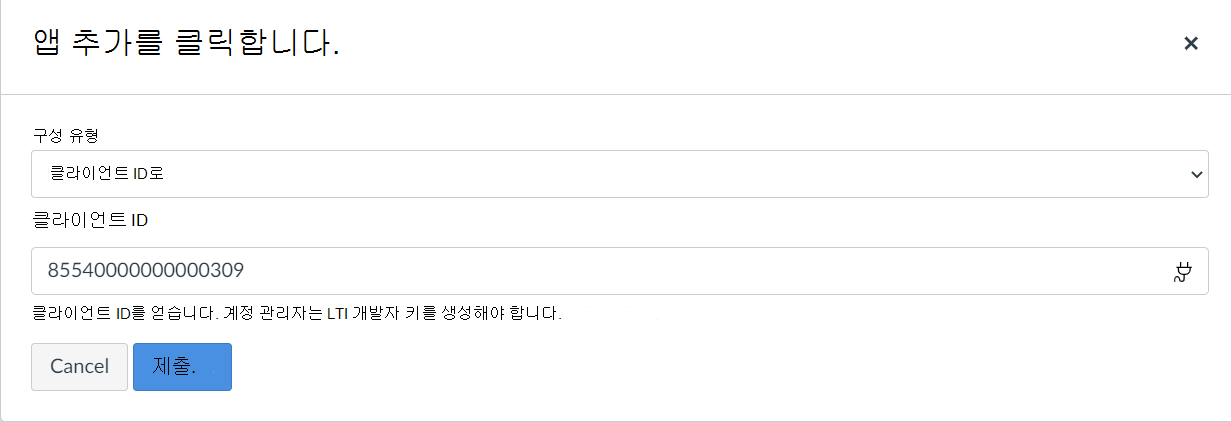 앱 추가를 클릭합니다.
구성 유형
클라이언트 ID로
클라이언트 ID
85540000000000309
클라이언트 ID를 얻습니다. 계정 관리자는 LTI 개발자 키를 생성해야 합니다.
Cancel 제출.